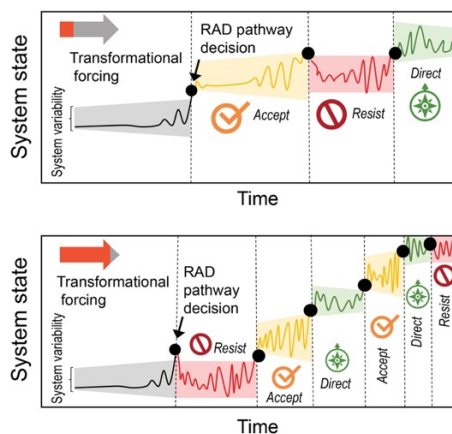 System state
Transformational
forcing
RAD pathway
decision
System variability
Accept
Resist
Direct
Time
System state
Transformational
forcing
RAD
pathway
decision
System variability
Resist
Accept
Direct
Accept
Direct
Resist
Time